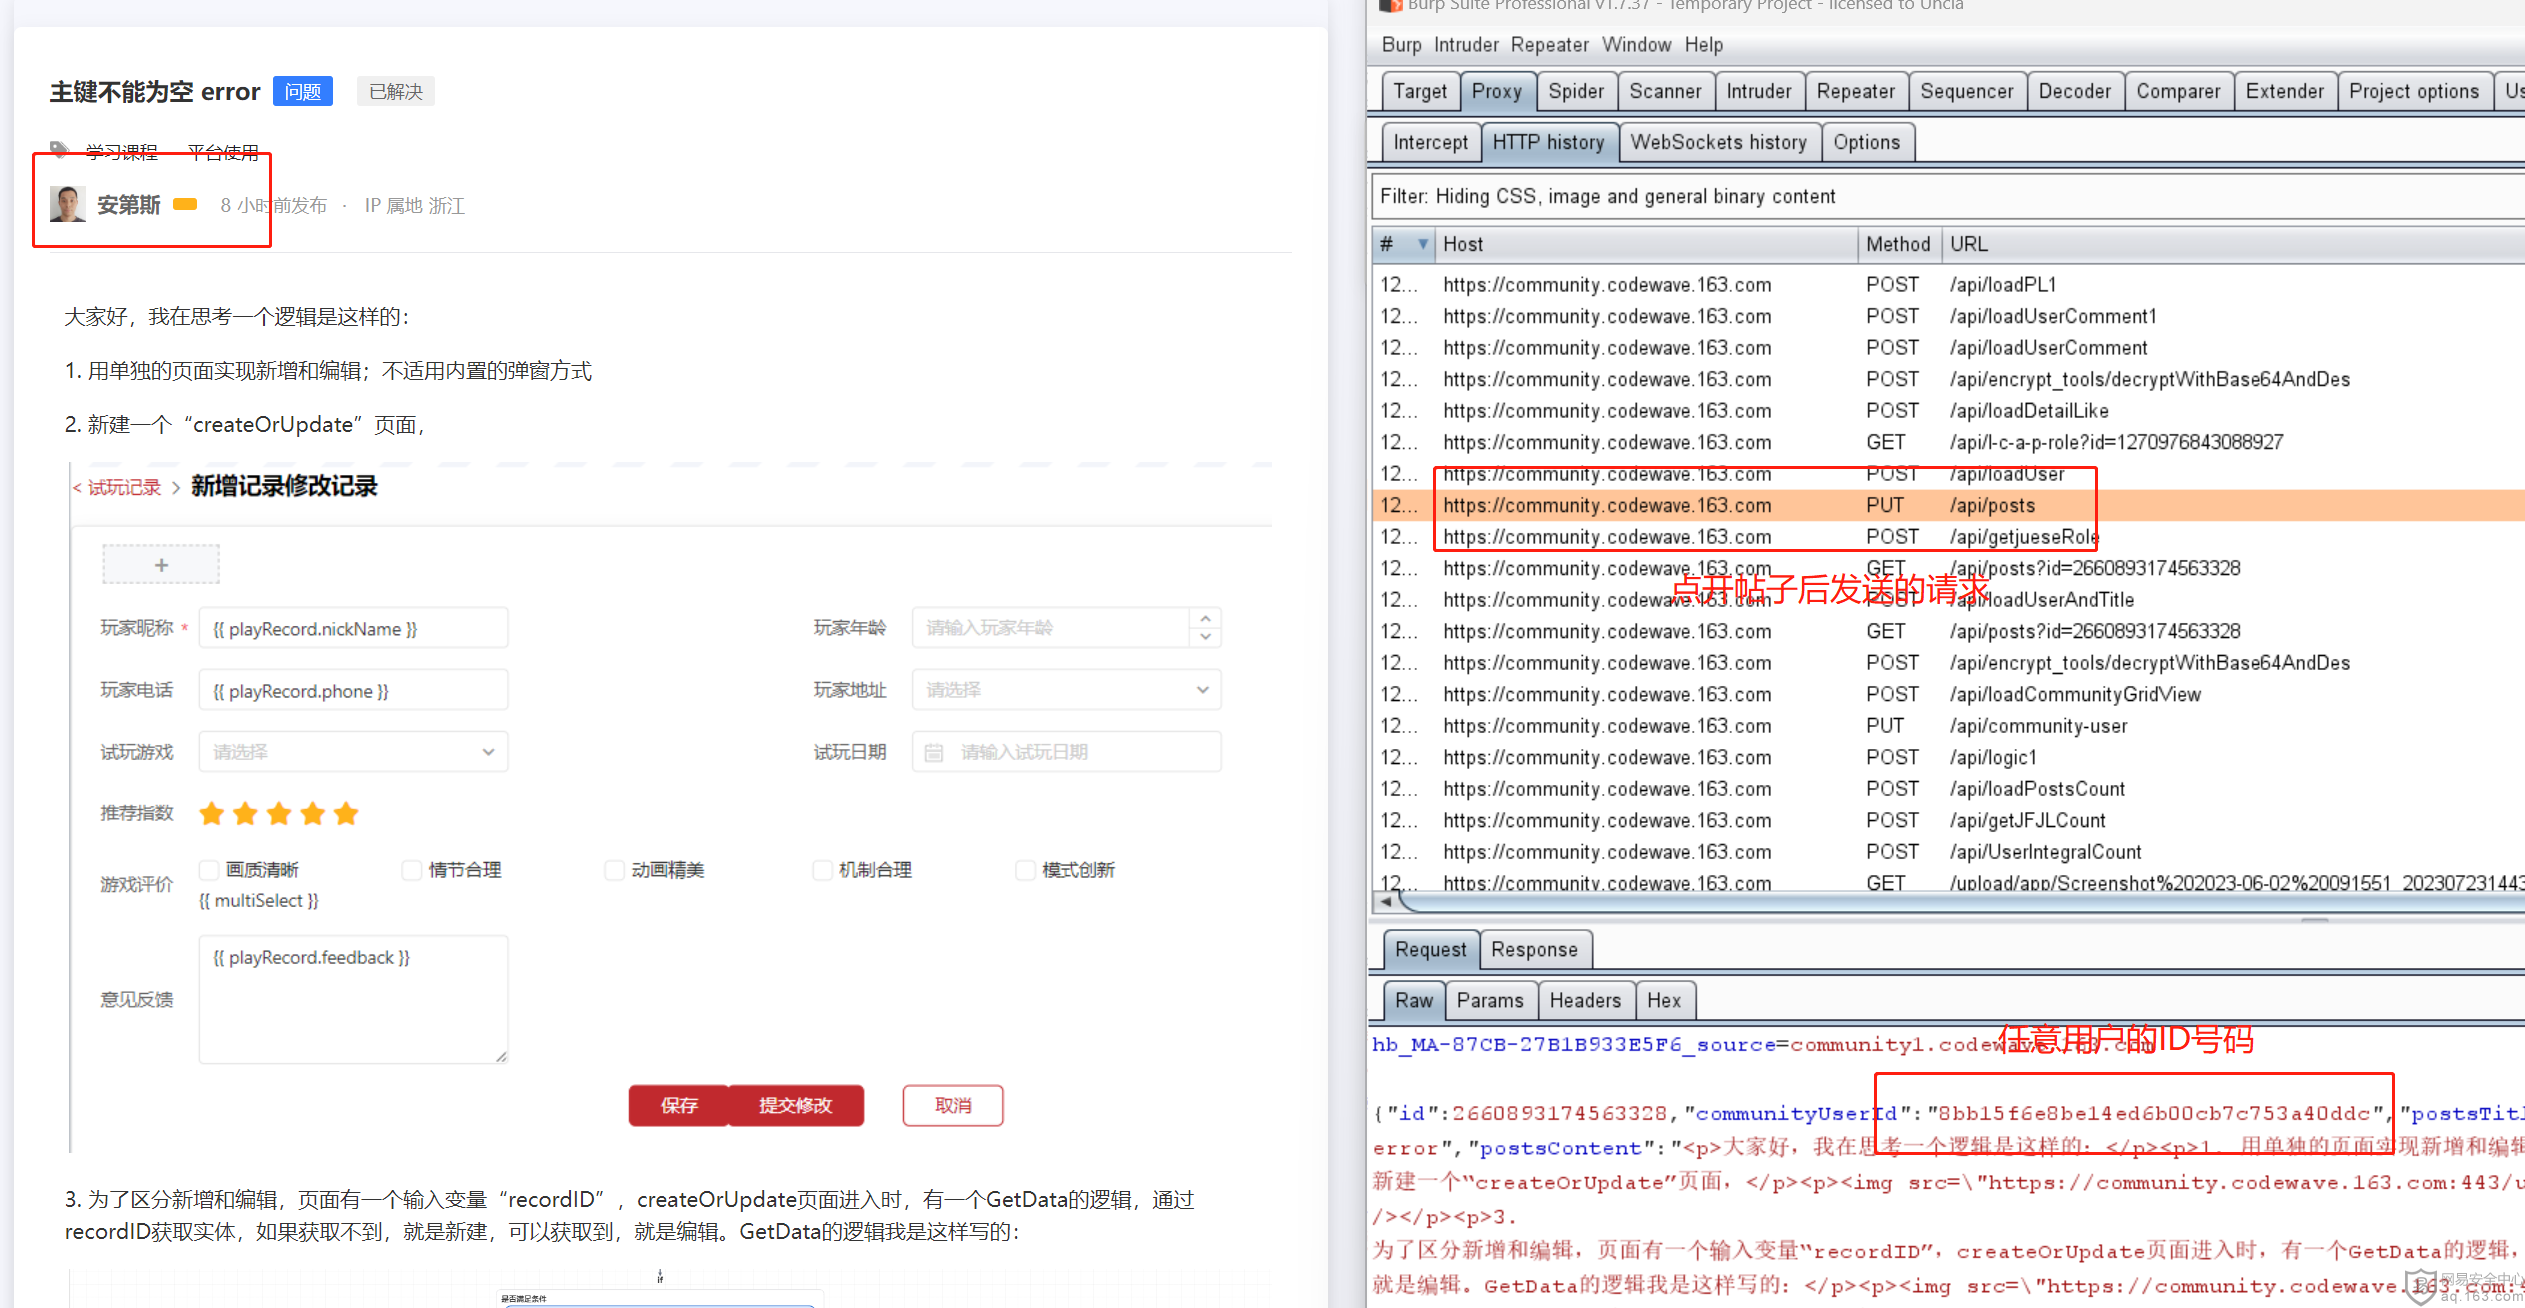 主键不能为空 error 问题 已解决
学习课程 平台使用
安第斯 8 小时前发布 · IP 属地 浙江
大家好，我在思考一个逻辑是这样的：
1. 用单独的页面实现新增和编辑；不适用内置的弹窗方式
2. 新建一个“createOrUpdate”页面，
< 试玩记录 > 新增记录修改记录
+
玩家昵称 * {{ playRecord.nickName }} 玩家年龄 请输入玩家年龄
玩家电话 {{ playRecord.phone }} 玩家地址 请选择
试玩游戏 请选择 试玩日期 请输入试玩日期
推荐指数
游戏评价 画质清晰 情节合理 动画精美 机制合理 模式创新
{{ multiSelect }}
意见反馈 {{ playRecord.feedback }}
保存 提交修改 取消
3. 为了区分新增和编辑，页面有一个输入变量“recordID”，createOrUpdate页面进入时，有一个GetData的逻辑，通过
recordID获取实体，如果获取不到，就是新建，可以获取到，就是编辑。GetData的逻辑我是这样写的：
if
是否满足条件
Burp Suite Professional v1.7.37 - Temporary Project - licensed to Uncia
Burp Intruder Repeater Window Help
Target Proxy Spider Scanner Intruder Repeater Sequencer Decoder Comparer Extender Project options Us
Intercept HTTP history WebSockets history Options
Filter: Hiding CSS, image and general binary content
# Host Method URL
12... https://community.codewave.163.com POST /api/loadPL1
12... https://community.codewave.163.com POST /api/loadUserComment1
12... https://community.codewave.163.com POST /api/loadUserComment
12... https://community.codewave.163.com POST /api/encrypt_tools/decryptWithBase64AndDes
12... https://community.codewave.163.com POST /api/loadDetailLike
12... https://community.codewave.163.com GET /api/l-c-a-p-role?id=1270976843088927
12... https://community.codewave.163.com POST /api/loadUser
12... https://community.codewave.163.com PUT /api/posts
12... https://community.codewave.163.com POST /api/getjueseRole
12... https://community.codewave.163.com GET /api/posts?id=2660893174563328
点开帖子后发送的请求
12... https://community.codewave.163.com POST /api/loadUserAndTitle
12... https://community.codewave.163.com GET /api/posts?id=2660893174563328
12... https://community.codewave.163.com POST /api/encrypt_tools/decryptWithBase64AndDes
12... https://community.codewave.163.com POST /api/loadCommunityGridView
12... https://community.codewave.163.com PUT /api/community-user
12... https://community.codewave.163.com POST /api/logic1
12... https://community.codewave.163.com POST /api/loadPostsCount
12... https://community.codewave.163.com POST /api/getJFJLCount
12... https://community.codewave.163.com POST /api/UserIntegralCount
12... https://community.codewave.163.com GET /upload/app/Screenshot%202023-06-02%20091551_202307231443
Request Response
Raw Params Headers Hex
任意用户的ID号码
hb_MA-87CB-27B1B933E5F6_source=community1.codewave.163.com
{"id":2660893174563328,"communityUserId":"8bb15f6e8be14ed6b00cb7c753a40ddc","postsTitl
error","postsContent":"<p>大家好，我在思考一个逻辑是这样的：</p><p>1. 用单独的页面实现新增和编辑
新建一个“createOrUpdate”页面，</p><p><img src=\"https://community.codewave.163.com:443/u
/></p><p>3.
为了区分新增和编辑，页面有一个输入变量“recordID”，createOrUpdate页面进入时，有一个GetData的逻辑，
就是编辑。GetData的逻辑我是这样写的：</p><p><img src=\"https://community.codewave.163.com:4
网易安全中心
aq.163.com